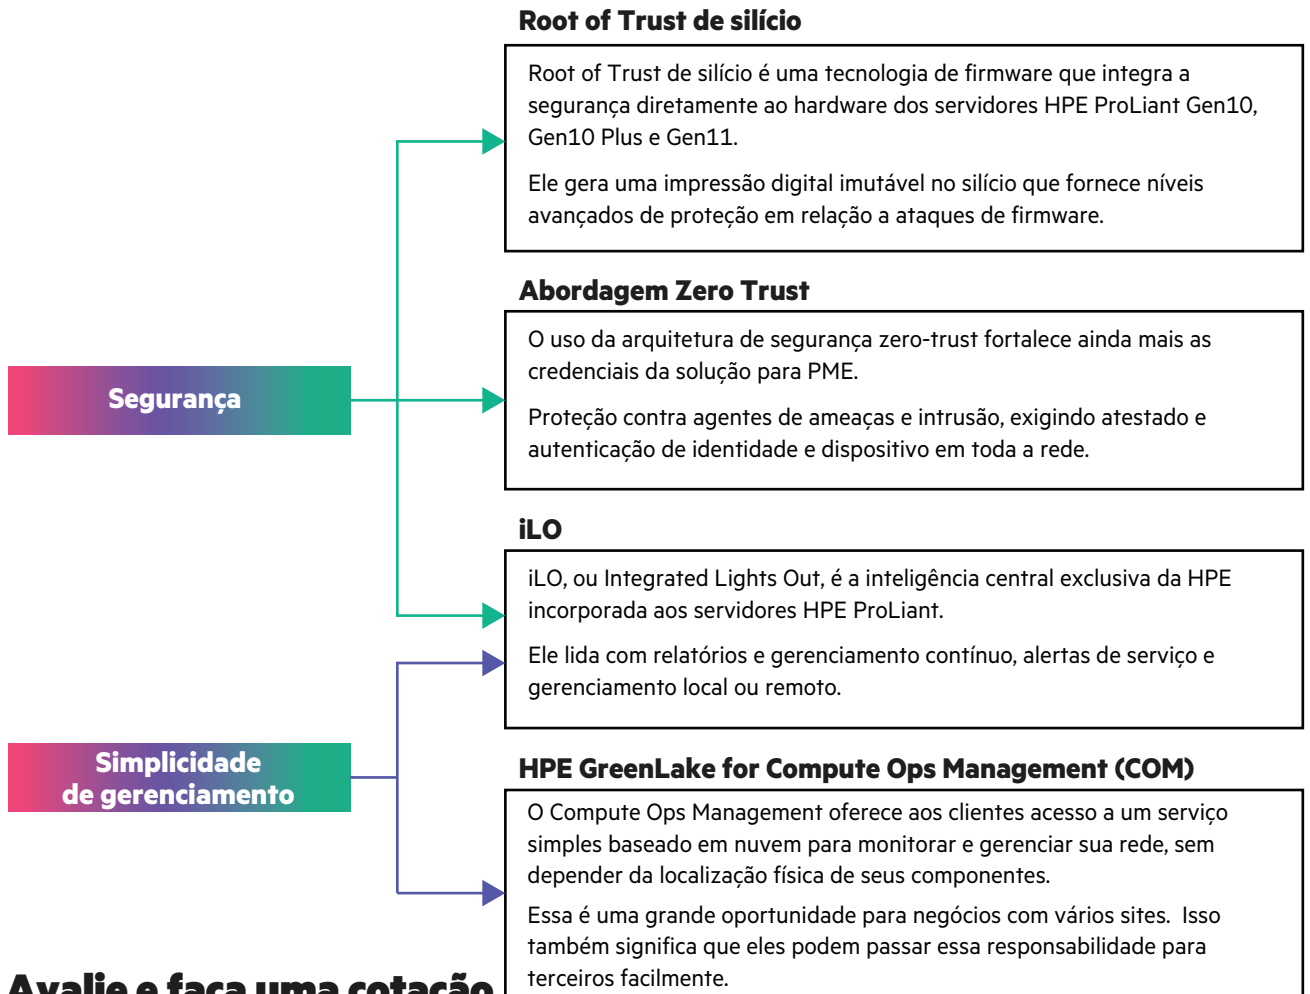 Root of Trust de silício
Root of Trust de silício é uma tecnologia de firmware que integra a
segurança diretamente ao hardware dos servidores HPE ProLiant Gen10,
Gen10 Plus e Gen11.
Ele gera uma impressão digital imutável no silício que fornece níveis
avançados de proteção em relação a ataques de firmware.
Abordagem Zero Trust
O uso da arquitetura de segurança zero-trust fortalece ainda mais as
credenciais da solução para PME.
Proteção contra agentes de ameaças e intrusão, exigindo atestado e
autenticação de identidade e dispositivo em toda a rede.
Segurança
iLO
iLO, ou Integrated Lights Out, é a inteligência central exclusiva da HPE
incorporada aos servidores HPE ProLiant.
Ele lida com relatórios e gerenciamento contínuo, alertas de serviço e
gerenciamento local ou remoto.
Simplicidade
de gerenciamento
HPE GreenLake for Compute Ops Management (COM)
O Compute Ops Management oferece aos clientes acesso a um serviço
simples baseado em nuvem para monitorar e gerenciar sua rede, sem
depender da localização física de seus componentes.
Essa é uma grande oportunidade para negócios com vários sites. Isso
também significa que eles podem passar essa responsabilidade para
terceiros facilmente.
Avalie e faça uma cotação